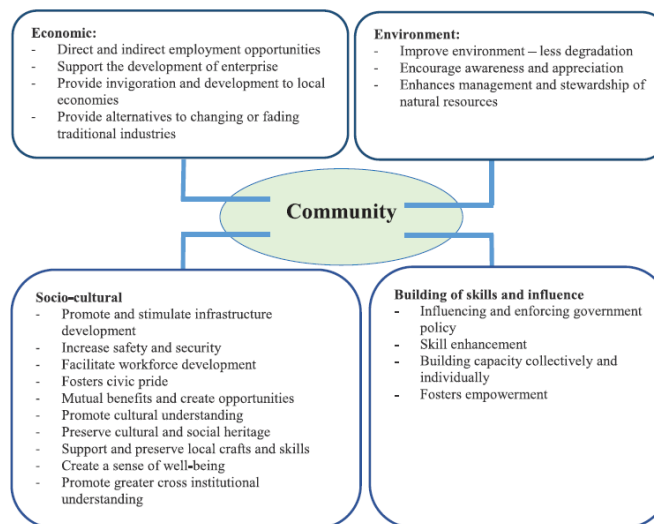 Economic:
- Direct and indirect employment opportunities
- Support the development of enterprise
- Provide invigoration and development to local
economies
- Provide alternatives to changing or fading
traditional industries
Environment:
- Improve environment – less degradation
- Encourage awareness and appreciation
- Enhances management and stewardship of
natural resources
Community
Socio-cultural
- Promote and stimulate infrastructure
development
- Increase safety and security
- Facilitate workforce development
- Fosters civic pride
- Mutual benefits and create opportunities
- Promote cultural understanding
- Preserve cultural and social heritage
- Support and preserve local crafts and skills
- Create a sense of well-being
- Promote greater cross institutional
understanding
Building of skills and influence
- Influencing and enforcing government
policy
- Skill enhancement
- Building capacity collectively and
individually
- Fosters empowerment